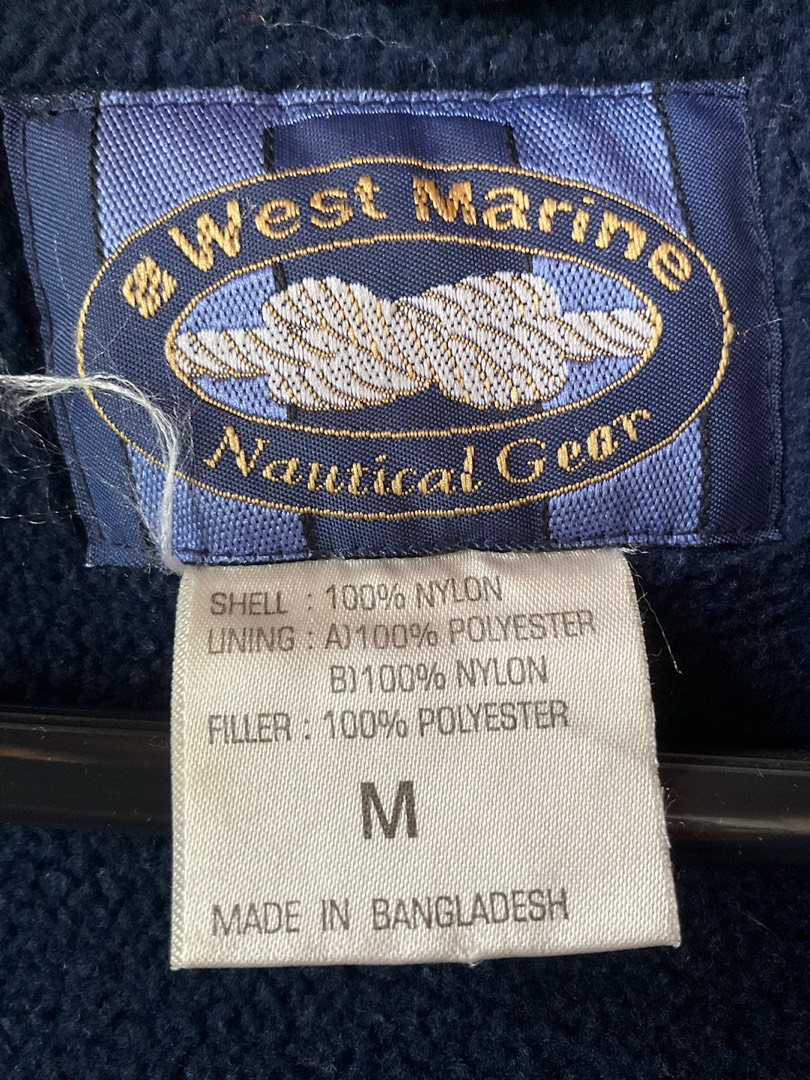 West Marine
Nautical Gear
SHELL : 100% NYLON
LINING : A)100% POLYESTER
B)100% NYLON
FILLER : 100% POLYESTER
M
MADE IN BANGLADESH